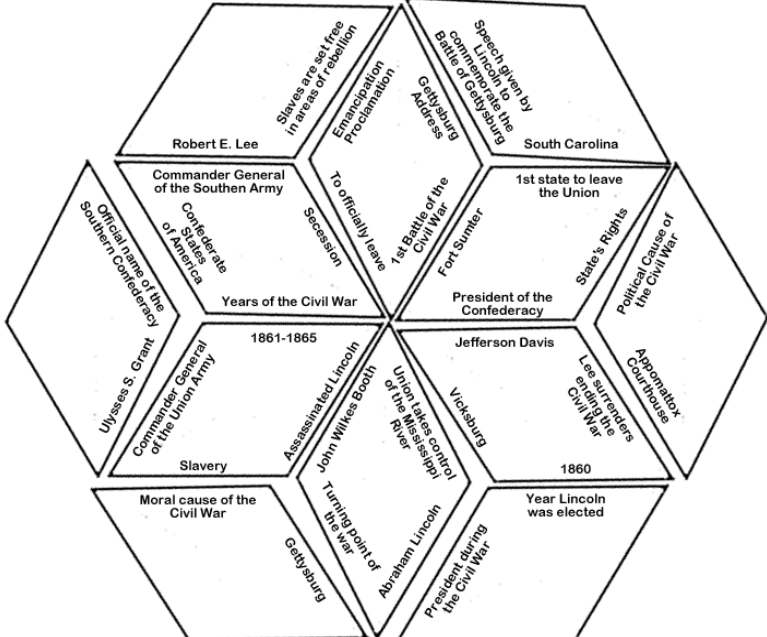 Slaves are set free
in areas of rebellion
Robert E. Lee
Emancipation
Proclamation
Gettysburg
Address
To officially leave
1st Battle of the
Civil War
Speech given by
Lincoln to
commemorate the
Battle of Gettysburg
South Carolina
Commander General
of the Southen Army
Confederate
States
of America
Secession
Years of the Civil War
1st state to leave
the Union
Fort Sumter
State's Rights
President of the
Confederacy
Official name of the
Southern Confederacy
Ulysses S. Grant
Political Cause of
the Civil War
Appomattox
Courthouse
1861-1865
Commander General
of the Union Army
Assassinated Lincoln
Slavery
John Wilkes Booth
Union takes control
of the Mississippi
River
Turning point of
the war
Abraham Lincoln
Jefferson Davis
Vicksburg
Lee surrenders
ending the
Civil War
1860
Moral cause of the
Civil War
Gettysburg
Year Lincoln
was elected
President during
the Civil War